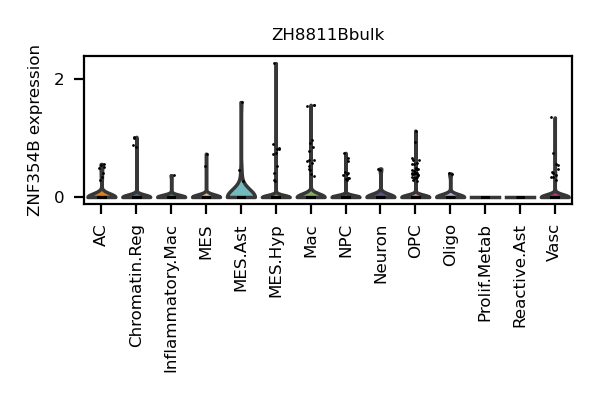 ZH8811Bbulk
ZNF354B expression
2
0
AC
Chromatin.Reg
Inflammatory.Mac
MES
MES.Ast
MES.Hyp
Mac
NPC
Neuron
OPC
Oligo
Prolif.Metab
Reactive.Ast
Vasc